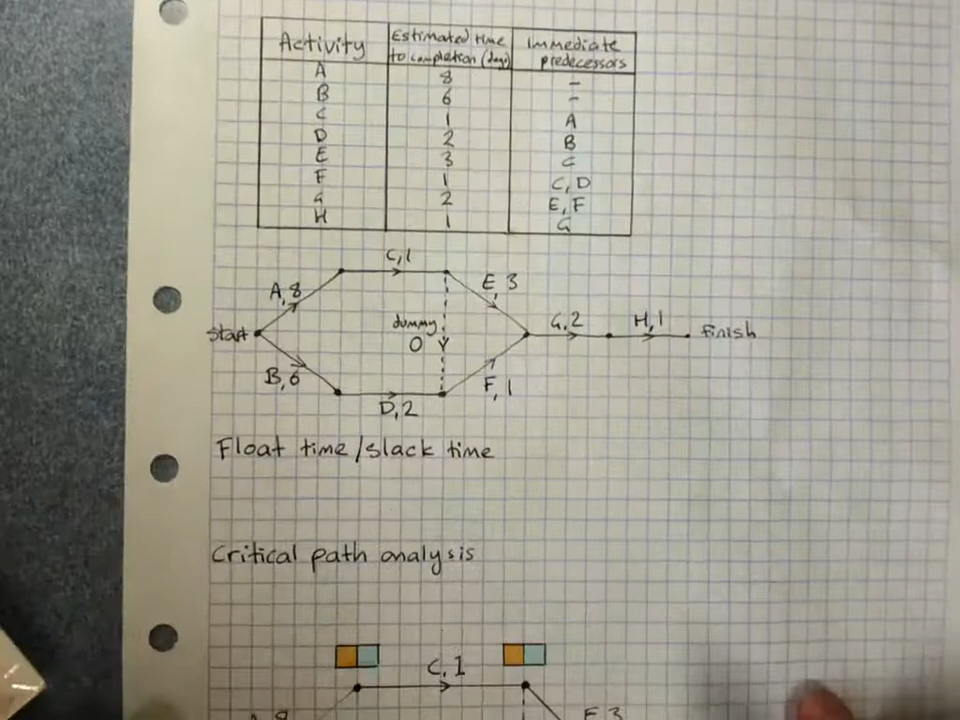 Activity Estimated time to completion (days) Immediate predecessors
A 8 -
B 6 -
C 1 A
D 2 B
E 3 C
F 1 C, D
G 2 E, F
H 1 G
C, 1
A, 8 E, 3
dummy G, 2 H, 1
Start 0 Finish
B, 6 F, 1
D, 2
Float time/slack time
Critical path analysis
C, 1
A 8 E 3